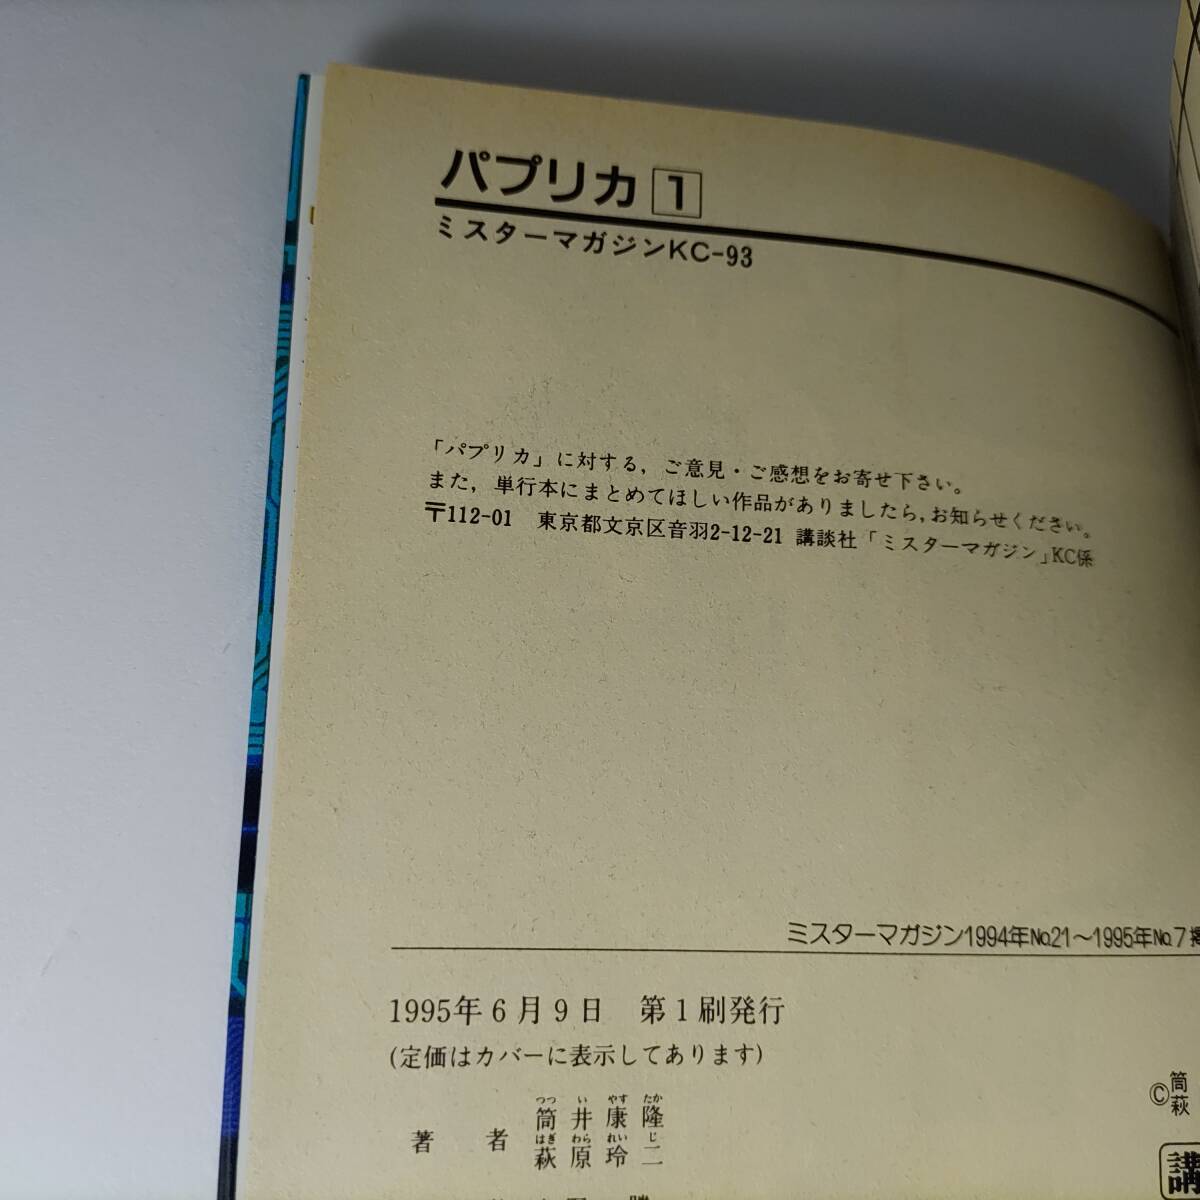 パプリカ 1
ミスターマガジンKC-93
「パプリカ」に対する，ご意見・ご感想をお寄せ下さい。
また，単行本にまとめてほしい作品がありましたら，お知らせください。
〒112-01　東京都文京区音羽2-12-21 講談社「ミスターマガジン」KC係
ミスターマガジン1994年No.21〜1995年No.7掲
1995年6月9日　第1刷発行
(定価はカバーに表示してあります)
つつ い やす たか
著者 筒井康隆
はぎ わら れい じ
萩原玲二
©筒
萩
講